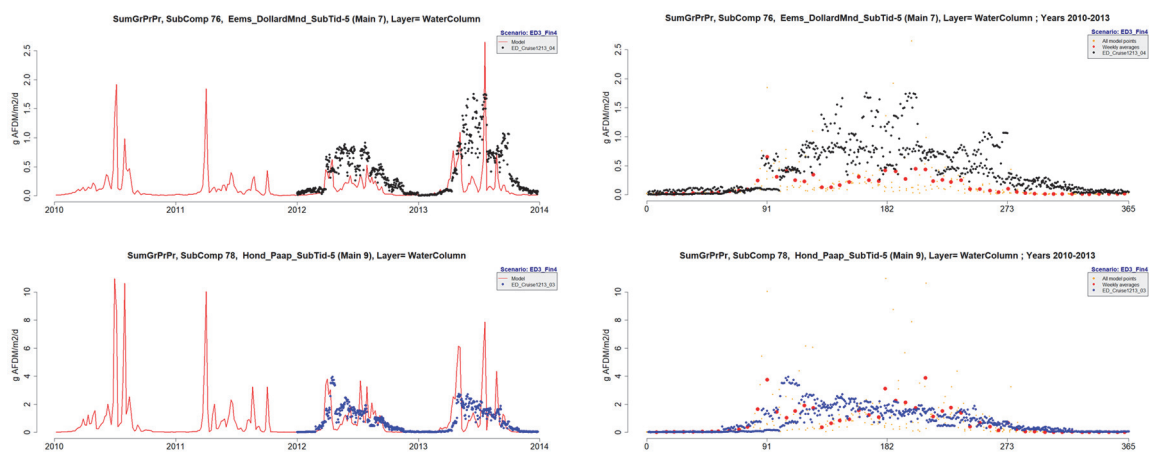 SumGrPrPr, SubComp 76, Eems_DollardMnd_SubTid-5 (Main 7), Layer= WaterColumn
Scenario: ED3_Fin4
Model
ED_Cruise1213_04
g AFDM/m2/d
2.5
2.0
1.5
1.0
0.5
0.0
2010 2011 2012 2013 2014
SumGrPrPr, SubComp 76, Eems_DollardMnd_SubTid-5 (Main 7), Layer= WaterColumn ; Years 2010-2013
Scenario: ED3_Fin4
All model points
Weekly averages
ED_Cruise1213_04
g AFDM/m2/d
2.5
2.0
1.5
1.0
0.5
0.0
0 91 182 273 365
SumGrPrPr, SubComp 78, Hond_Paap_SubTid-5 (Main 9), Layer= WaterColumn
Scenario: ED3_Fin4
Model
ED_Cruise1213_03
g AFDM/m2/d
10
8
6
4
2
0
2010 2011 2012 2013 2014
SumGrPrPr, SubComp 78, Hond_Paap_SubTid-5 (Main 9), Layer= WaterColumn ; Years 2010-2013
Scenario: ED3_Fin4
All model points
Weekly averages
ED_Cruise1213_03
g AFDM/m2/d
10
8
6
4
2
0
0 91 182 273 365